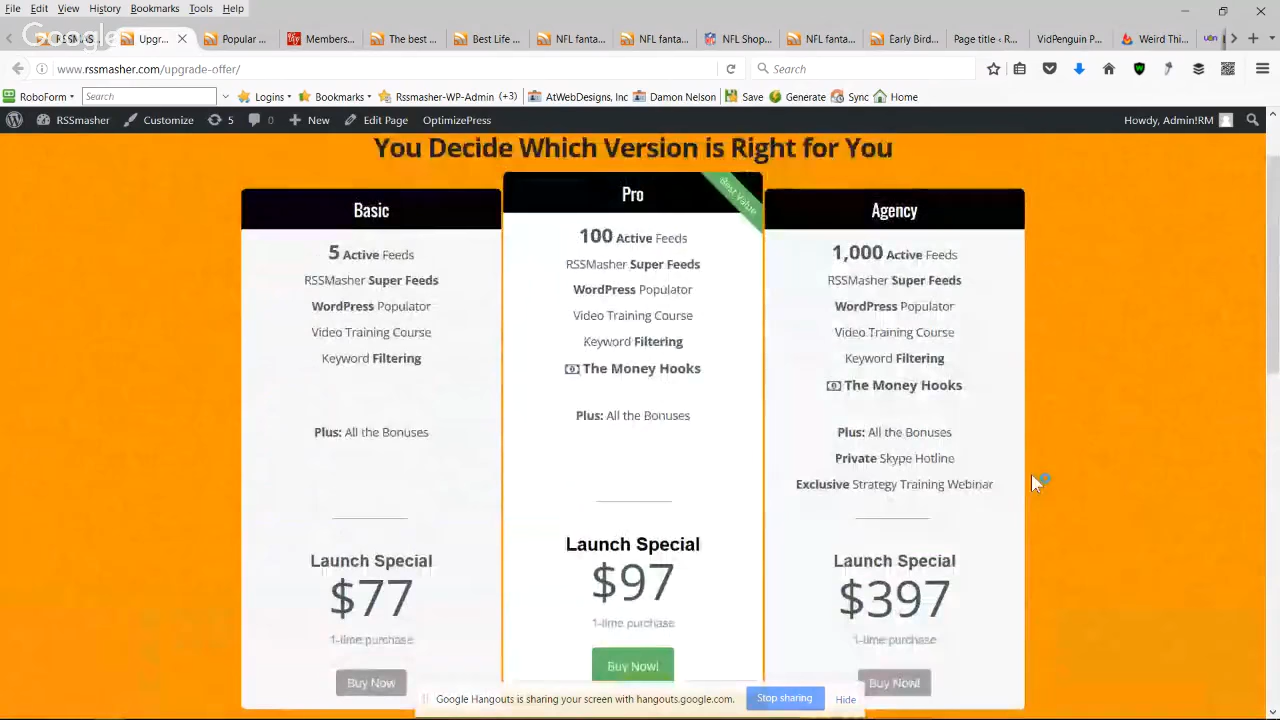 File Edit View History Bookmarks Tools Help
Google
RSSMAS
Upgr...
Popular ...
Members...
The best ...
Best Life ...
NFL fanta...
NFL fanta...
NFL Shop...
NFL fanta...
Early Bird...
Page title ‹ R...
VidPenguin P...
Weird Thi...
www.rssmasher.com/upgrade-offer/
Search
RoboForm
Search
Logins
Bookmarks
Rssmasher-WP-Admin (+3)
AtWebDesigns, Inc
Damon Nelson
Save
Generate
Sync
Home
RSSmasher
Customize
5
0
New
Edit Page
OptimizePress
Howdy, Admin!RM
You Decide Which Version is Right for You
Basic
5 Active Feeds
RSSMasher Super Feeds
WordPress Populator
Video Training Course
Keyword Filtering
Plus: All the Bonuses
Launch Special
$77
1-time purchase
Buy Now
Pro
Best Value
100 Active Feeds
RSSMasher Super Feeds
WordPress Populator
Video Training Course
Keyword Filtering
The Money Hooks
Plus: All the Bonuses
Launch Special
$97
1-time purchase
Buy Now!
Agency
1,000 Active Feeds
RSSMasher Super Feeds
WordPress Populator
Video Training Course
Keyword Filtering
The Money Hooks
Plus: All the Bonuses
Private Skype Hotline
Exclusive Strategy Training Webinar
Launch Special
$397
1-time purchase
Buy Now!
Google Hangouts is sharing your screen with hangouts.google.com.
Stop sharing
Hide